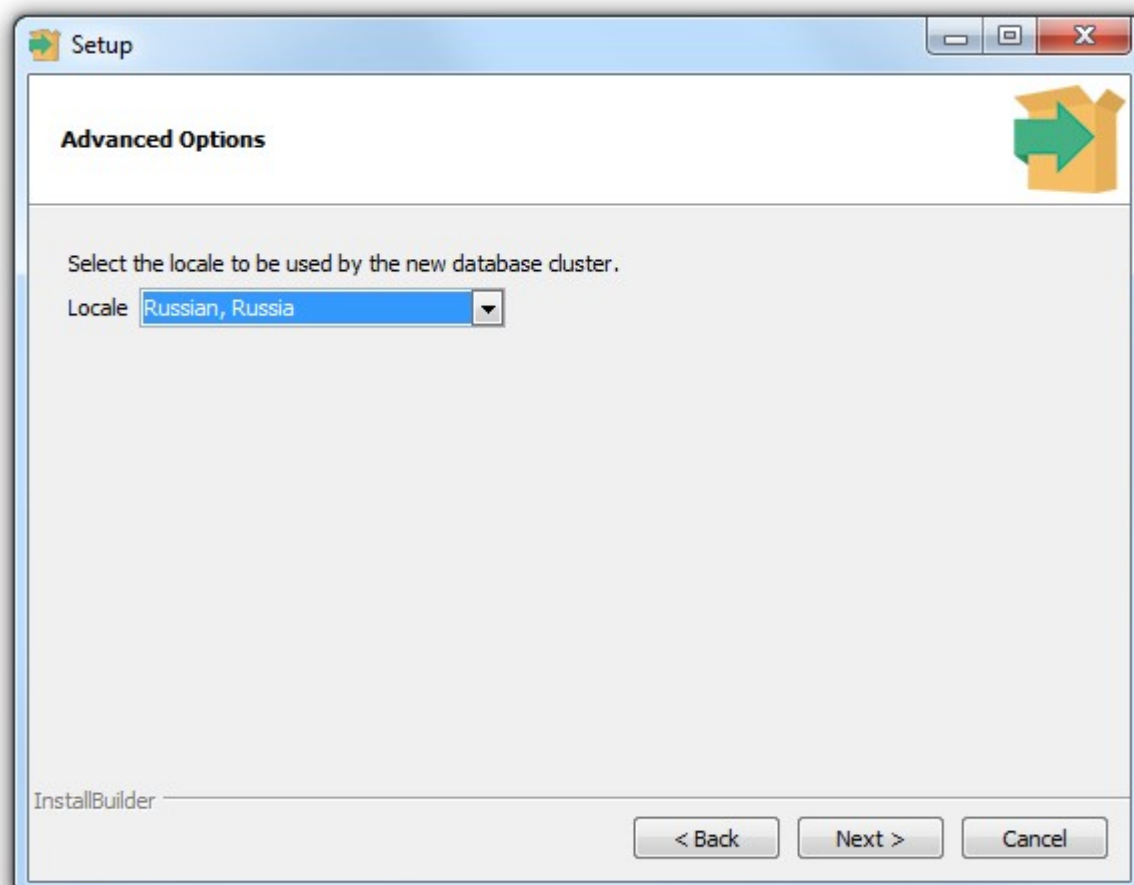 Setup
Advanced Options
Select the locale to be used by the new database cluster.
Locale Russian, Russia
InstallBuilder
< Back Next > Cancel